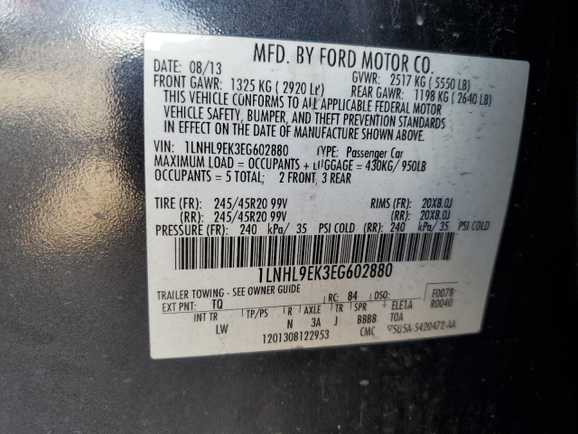 MFD. BY FORD MOTOR CO.
DATE: 08/13 GVWR: 2517 KG ( 5550 LB)
FRONT GAWR: 1325 KG ( 2920 LB) REAR GAWR: 1198 KG ( 2640 LB)
THIS VEHICLE CONFORMS TO ALL APPLICABLE FEDERAL MOTOR
VEHICLE SAFETY, BUMPER, AND THEFT PREVENTION STANDARDS
IN EFFECT ON THE DATE OF MANUFACTURE SHOWN ABOVE.
VIN: 1LNHL9EK3EG602880 TYPE: Passenger Car
MAXIMUM LOAD = OCCUPANTS + LUGGAGE = 430KG/ 950LB
OCCUPANTS = 5 TOTAL; 2 FRONT, 3 REAR
TIRE (FR): 245/45R20 99V RIMS (FR): 20X8.0J
(RR): 245/45R20 99V (RR): 20X8.0J
PRESSURE (FR): 240 kPa/ 35 PSI COLD (RR): 240 kPa/ 35 PSI COLD
1LNHL9EK3EG602880
TRAILER TOWING - SEE OWNER GUIDE RC: 84 DSO: F0078
EXT PNT: TQ R0040
INT TR TP/PS R AXLE TR SPR
LW N 3A J BBBB TOA
1201308122953 CMC